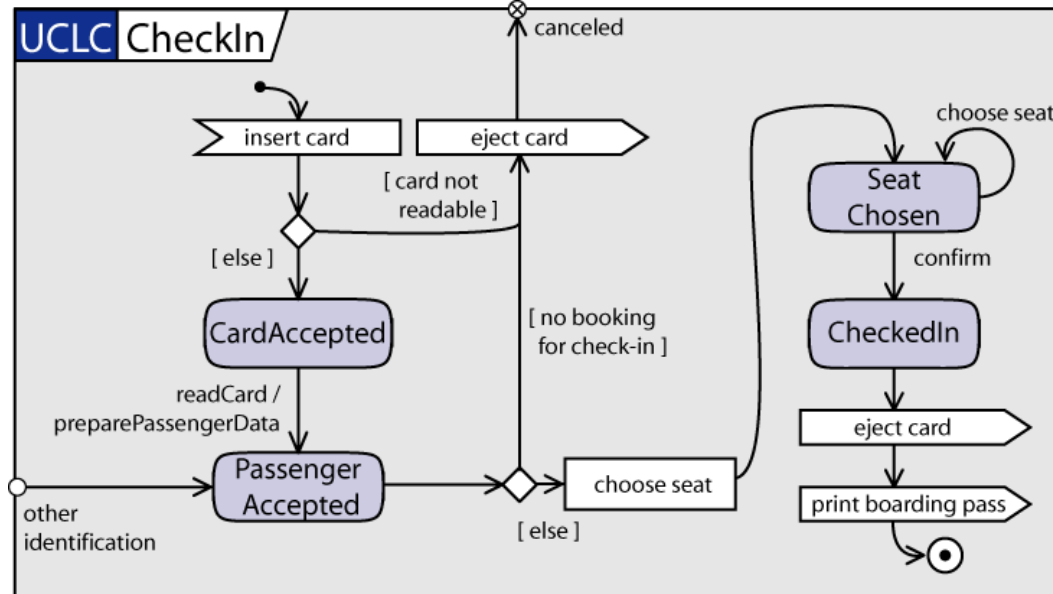 UCLC CheckIn
canceled
insert card
eject card
choose seat
[ card not
readable ]
Seat
Chosen
[ else ]
confirm
CardAccepted
[ no booking
for check-in ]
CheckedIn
readCard /
preparePassengerData
eject card
Passenger
Accepted
choose seat
print boarding pass
other
identification
[ else ]